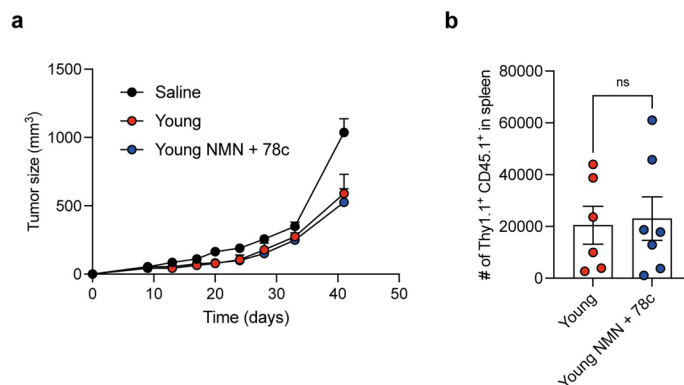 a
1500
1000
500
0
Tumor size (mm³)
Saline
Young
Young NMN + 78c
0 10 20 30 40 50
Time (days)
b
80000
60000
40000
20000
0
# of Thy1.1⁺ CD45.1⁺ in spleen
ns
Young
Young NMN + 78c